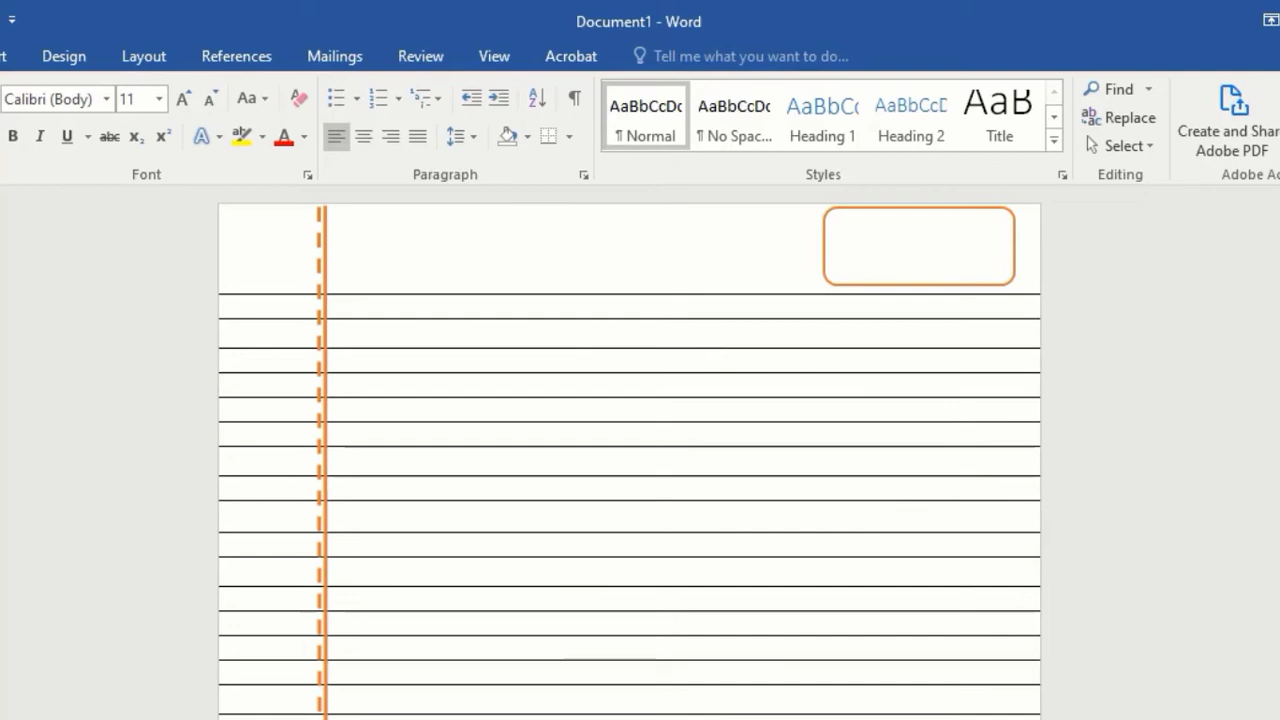 Document1 - Word
Design Layout References Mailings Review View Acrobat Tell me what you want to do...
Calibri (Body) 11 Aa
AaBbCcDc AaBbCcDc AaBbC( AaBbCcD AaB
Find
Replace
Select
B I U abc X₂ X² A A
¶ Normal ¶ No Spac... Heading 1 Heading 2 Title
Create and Shar
Adobe PDF
Font Paragraph Styles Editing Adobe Ac